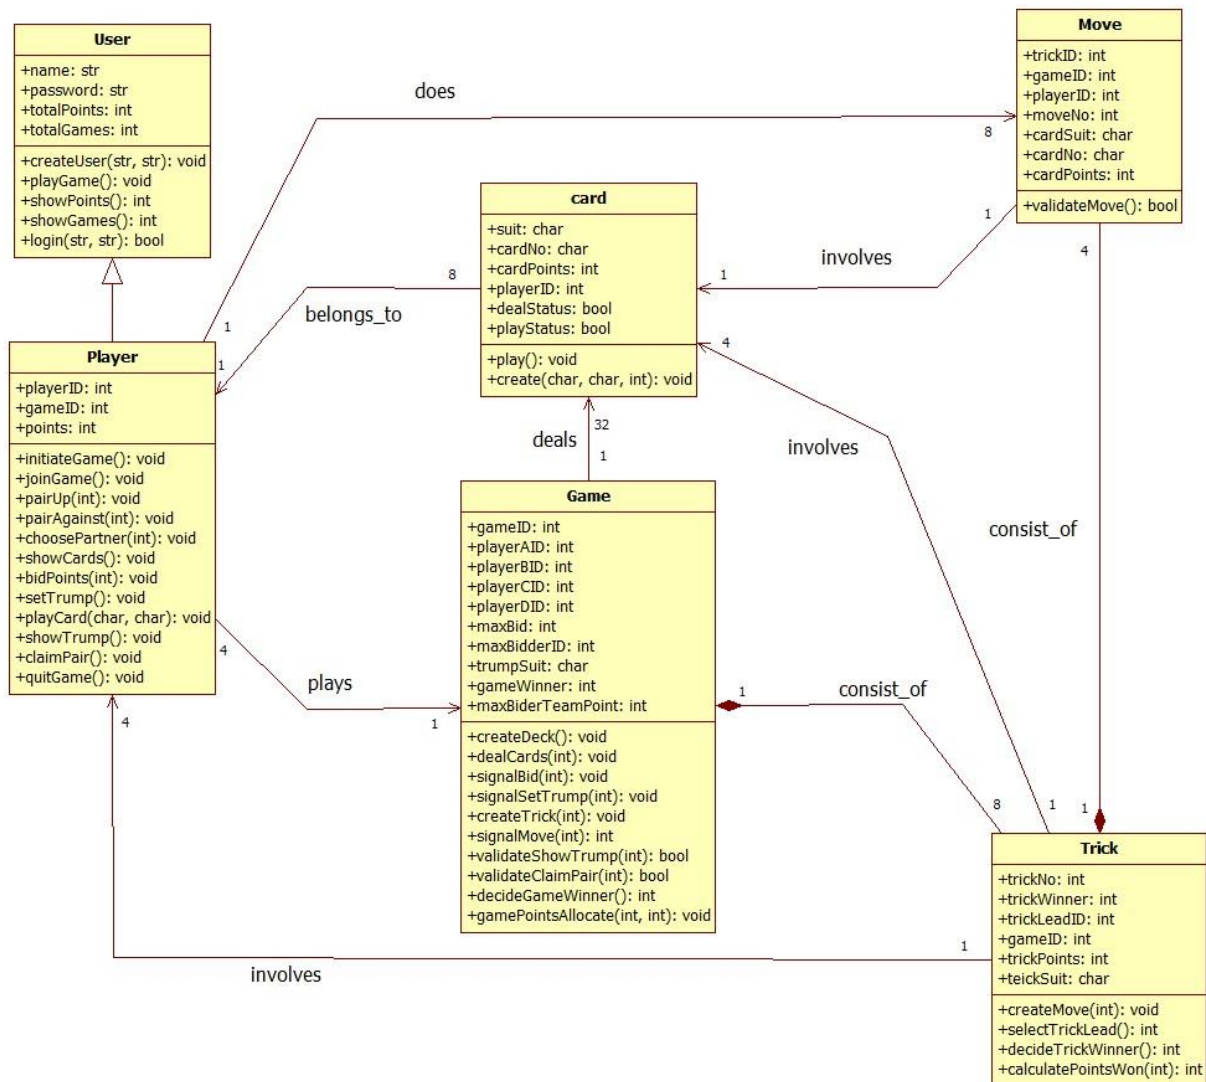 User
+name: str
+password: str
+totalPoints: int
+totalGames: int
+createUser(str, str): void
+playGame(): void
+showPoints(): int
+showGames(): int
+login(str, str): bool
does
8
1
Move
+trickID: int
+gameID: int
+playerID: int
+moveNo: int
+cardSuit: char
+cardNo: char
+cardPoints: int
+validateMove(): bool
1
4
involves
1
card
+suit: char
+cardNo: char
+cardPoints: int
+playerID: int
+dealStatus: bool
+playStatus: bool
+play(): void
+create(char, char, int): void
8
belongs_to
1
4
involves
1
32
deals
1
consist_of
1
Player
+playerID: int
+gameID: int
+points: int
+initiateGame(): void
+joinGame(): void
+pairUp(int): void
+pairAgainst(int): void
+choosePartner(int): void
+showCards(): void
+bidPoints(int): void
+setTrump(): void
+playCard(char, char): void
+showTrump(): void
+claimPair(): void
+quitGame(): void
4
plays
1
Game
+gameID: int
+playerAID: int
+playerBID: int
+playerCID: int
+playerDID: int
+maxBid: int
+maxBidderID: int
+trumpSuit: char
+gameWinner: int
+maxBiderTeamPoint: int
+createDeck(): void
+dealCards(int): void
+signalBid(int): void
+signalSetTrump(int): void
+createTrick(int): void
+signalMove(int): int
+validateShowTrump(int): bool
+validateClaimPair(int): bool
+decideGameWinner(): int
+gamePointsAllocate(int, int): void
1
consist_of
8
4
involves
1
Trick
+trickNo: int
+trickWinner: int
+trickLeadID: int
+gameID: int
+trickPoints: int
+teickSuit: char
+createMove(int): void
+selectTrickLead(): int
+decideTrickWinner(): int
+calculatePointsWon(int): int